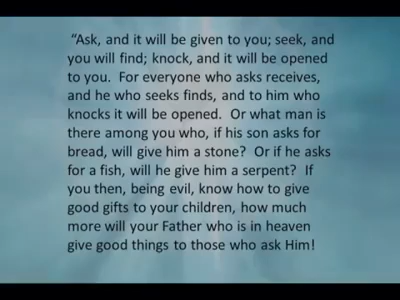 “Ask, and it will be given to you; seek, and
you will find; knock, and it will be opened
to you.  For everyone who asks receives,
and he who seeks finds, and to him who
knocks it will be opened.  Or what man is
there among you who, if his son asks for
bread, will give him a stone?  Or if he asks
for a fish, will he give him a serpent?  If
you then, being evil, know how to give
good gifts to your children, how much
more will your Father who is in heaven
give good things to those who ask Him!